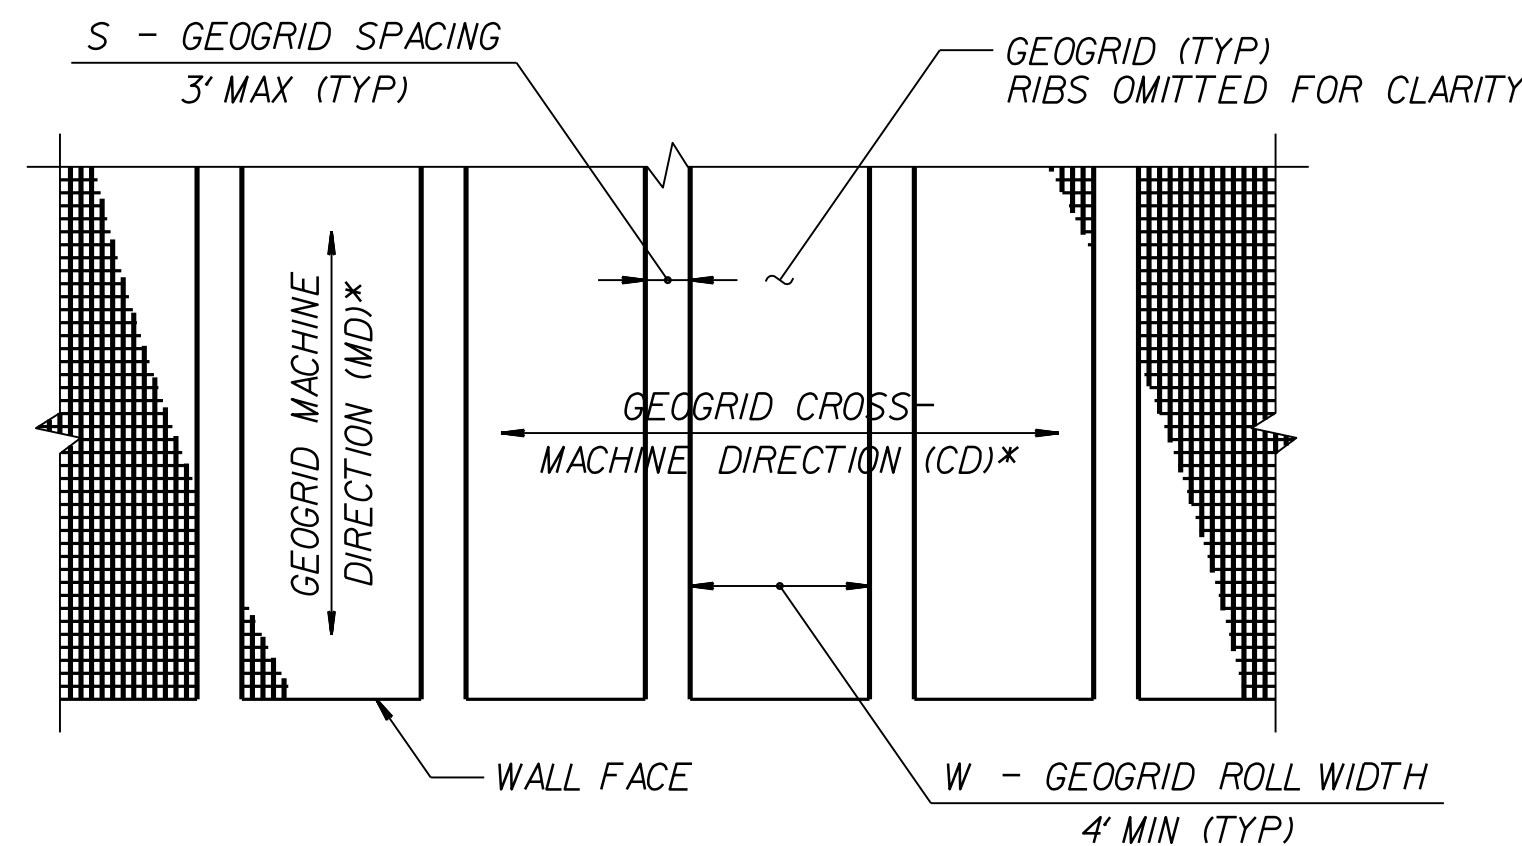 S - GEOGRID SPACING
3' MAX (TYP)
GEOGRID (TYP)
RIBS OMITTED FOR CLARITY
GEOGRID MACHINE
DIRECTION (MD)*
GEOGRID CROSS-
MACHINE DIRECTION (CD)*
WALL FACE
W - GEOGRID ROLL WIDTH
4' MIN (TYP)